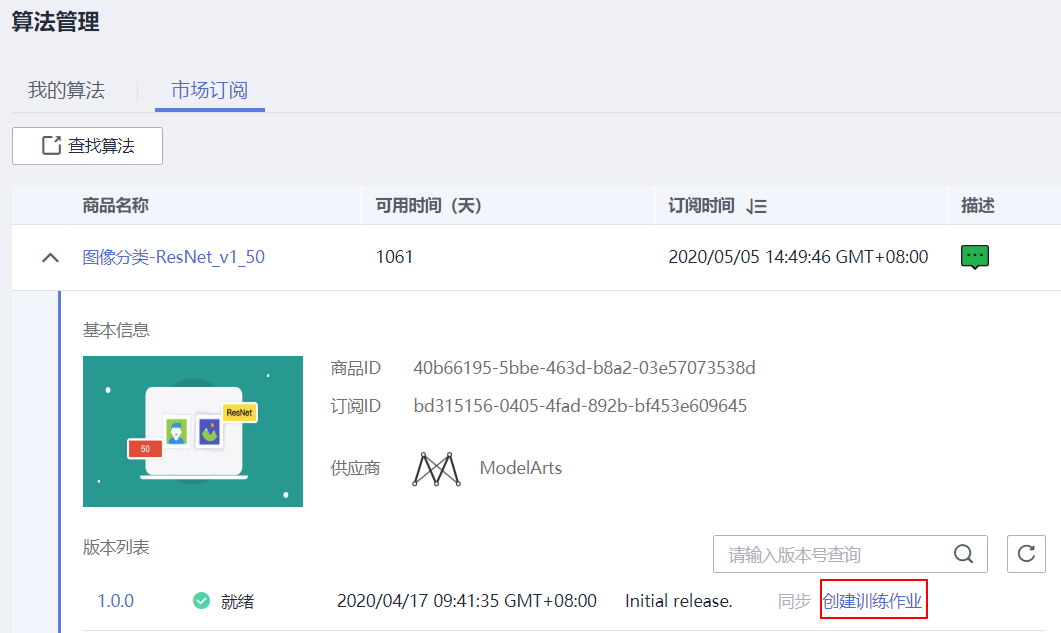 算法管理
我的算法 市场订阅
查找算法
商品名称 可用时间（天） 订阅时间 描述
图像分类-ResNet_v1_50 1061 2020/05/05 14:49:46 GMT+08:00
基本信息
商品ID 40b66195-5bbe-463d-b8a2-03e57073538d
订阅ID bd315156-0405-4fad-892b-bf453e609645
ResNet
50
供应商 ModelArts
版本列表 请输入版本号查询
1.0.0 就绪 2020/04/17 09:41:35 GMT+08:00 Initial release. 同步 创建训练作业